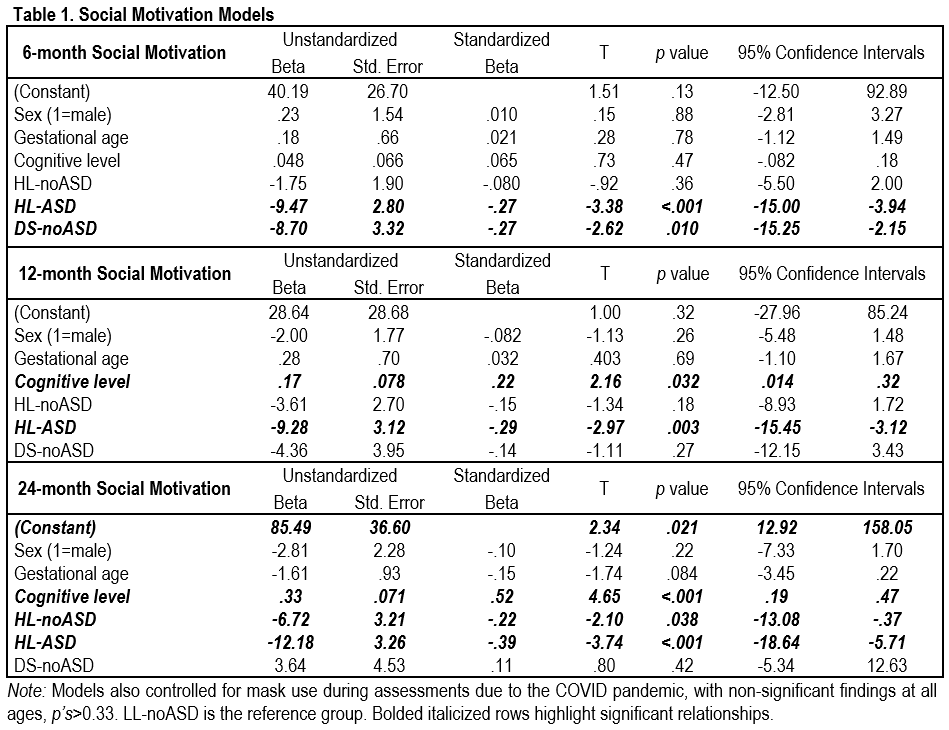 Table 1. Social Motivation Models
6-month Social Motivation Unstandardized Standardized T p value 95% Confidence Intervals
Beta Std. Error Beta
(Constant) 40.19 26.70 1.51 .13 -12.50 92.89
Sex (1=male) .23 1.54 .010 .15 .88 -2.81 3.27
Gestational age .18 .66 .021 .28 .78 -1.12 1.49
Cognitive level .048 .066 .065 .73 .47 -.082 .18
HL-noASD -1.75 1.90 -.080 -.92 .36 -5.50 2.00
HL-ASD -9.47 2.80 -.27 -3.38 <.001 -15.00 -3.94
DS-noASD -8.70 3.32 -.27 -2.62 .010 -15.25 -2.15
12-month Social Motivation Unstandardized Standardized T p value 95% Confidence Intervals
Beta Std. Error Beta
(Constant) 28.64 28.68 1.00 .32 -27.96 85.24
Sex (1=male) -2.00 1.77 -.082 -1.13 .26 -5.48 1.48
Gestational age .28 .70 .032 .403 .69 -1.10 1.67
Cognitive level .17 .078 .22 2.16 .032 .014 .32
HL-noASD -3.61 2.70 -.15 -1.34 .18 -8.93 1.72
HL-ASD -9.28 3.12 -.29 -2.97 .003 -15.45 -3.12
DS-noASD -4.36 3.95 -.14 -1.11 .27 -12.15 3.43
24-month Social Motivation Unstandardized Standardized T p value 95% Confidence Intervals
Beta Std. Error Beta
(Constant) 85.49 36.60 2.34 .021 12.92 158.05
Sex (1=male) -2.81 2.28 -.10 -1.24 .22 -7.33 1.70
Gestational age -1.61 .93 -.15 -1.74 .084 -3.45 .22
Cognitive level .33 .071 .52 4.65 <.001 .19 .47
HL-noASD -6.72 3.21 -.22 -2.10 .038 -13.08 -.37
HL-ASD -12.18 3.26 -.39 -3.74 <.001 -18.64 -5.71
DS-noASD 3.64 4.53 .11 .80 .42 -5.34 12.63
Note: Models also controlled for mask use during assessments due to the COVID pandemic, with non-significant findings at all
ages, p's>0.33. LL-noASD is the reference group. Bolded italicized rows highlight significant relationships.